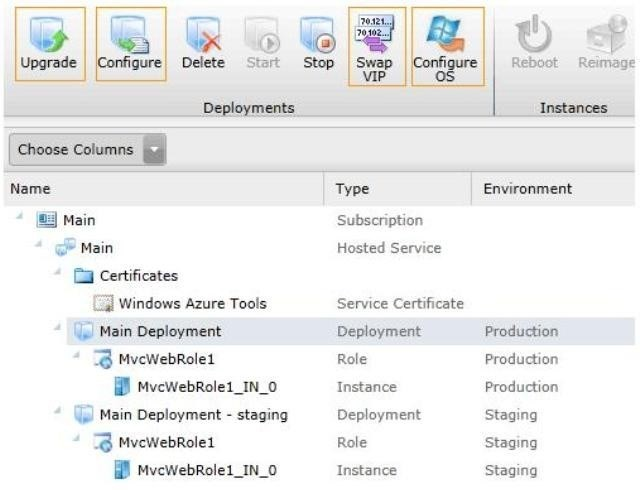 70.121...
70.102...
Upgrade Configure Delete Start Stop Swap VIP Configure OS Reboot Reimage
Deployments Instances
Choose Columns
Name Type Environment
Main Subscription
Main Hosted Service
Certificates
Windows Azure Tools Service Certificate
Main Deployment Deployment Production
MvcWebRole1 Role Production
MvcWebRole1_IN_0 Instance Production
Main Deployment - staging Deployment Staging
MvcWebRole1 Role Staging
MvcWebRole1_IN_0 Instance Staging